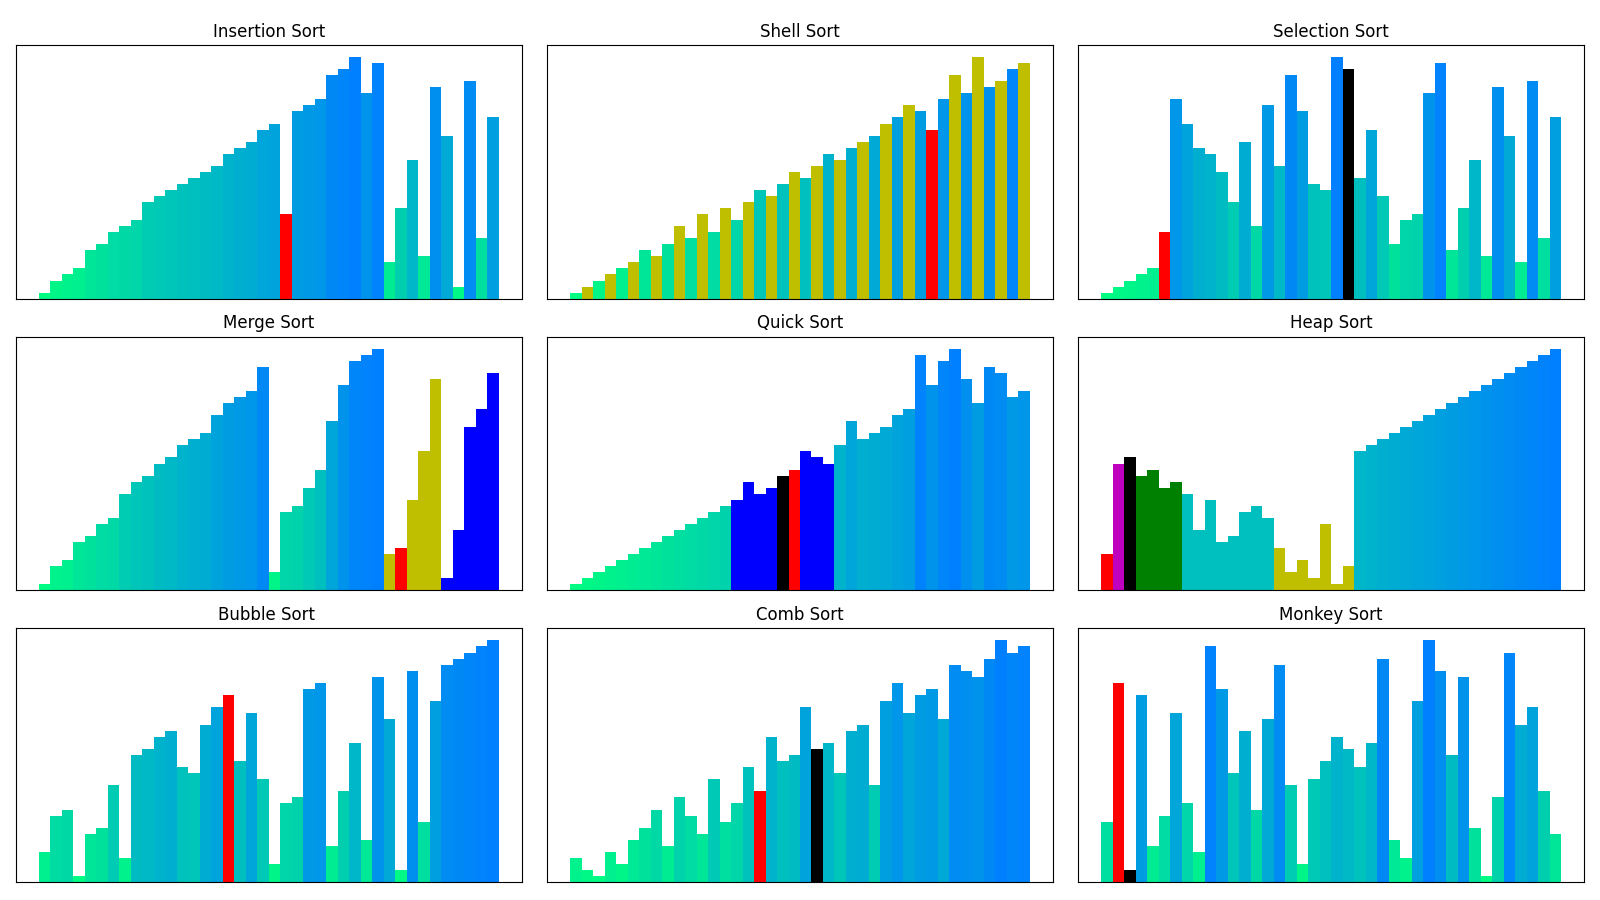 Insertion Sort
Shell Sort
Selection Sort
Merge Sort
Quick Sort
Heap Sort
Bubble Sort
Comb Sort
Monkey Sort